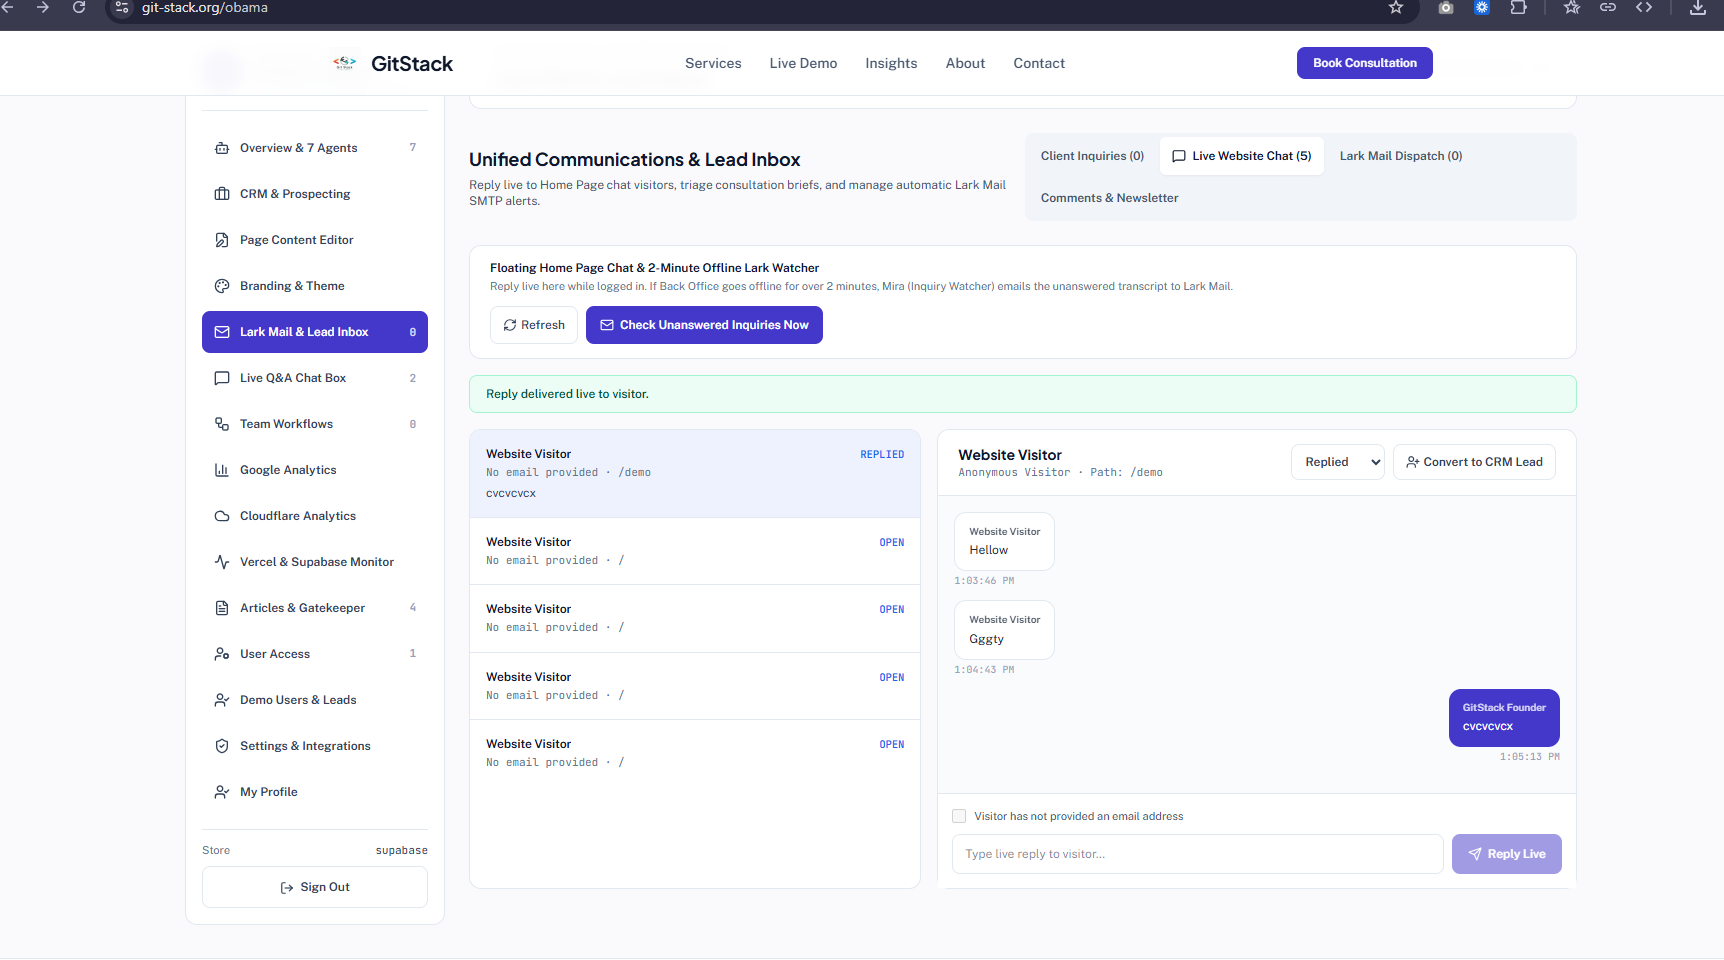 git-stack.org/obama
GitStack
Services
Live Demo
Insights
About
Contact
Book Consultation
Overview & 7 Agents 7
CRM & Prospecting
Page Content Editor
Branding & Theme
Lark Mail & Lead Inbox 0
Live Q&A Chat Box 2
Team Workflows 0
Google Analytics
Cloudflare Analytics
Vercel & Supabase Monitor
Articles & Gatekeeper 4
User Access 1
Demo Users & Leads
Settings & Integrations
My Profile
Store supabase
Sign Out
Unified Communications & Lead Inbox
Reply live to Home Page chat visitors, triage consultation briefs, and manage automatic Lark Mail
SMTP alerts.
Client Inquiries (0)
Live Website Chat (5)
Lark Mail Dispatch (0)
Comments & Newsletter
Floating Home Page Chat & 2-Minute Offline Lark Watcher
Reply live here while logged in. If Back Office goes offline for over 2 minutes, Mira (Inquiry Watcher) emails the unanswered transcript to Lark Mail.
Refresh
Check Unanswered Inquiries Now
Reply delivered live to visitor.
Website Visitor REPLIED
No email provided · /demo
cvcvcvcx
Website Visitor OPEN
No email provided · /
Website Visitor OPEN
No email provided · /
Website Visitor OPEN
No email provided · /
Website Visitor OPEN
No email provided · /
Website Visitor
Anonymous Visitor · Path: /demo
Replied
Convert to CRM Lead
Website Visitor
Hellow
1:03:46 PM
Website Visitor
Gggty
1:04:43 PM
GitStack Founder
cvcvcvcx
1:05:13 PM
Visitor has not provided an email address
Type live reply to visitor...
Reply Live